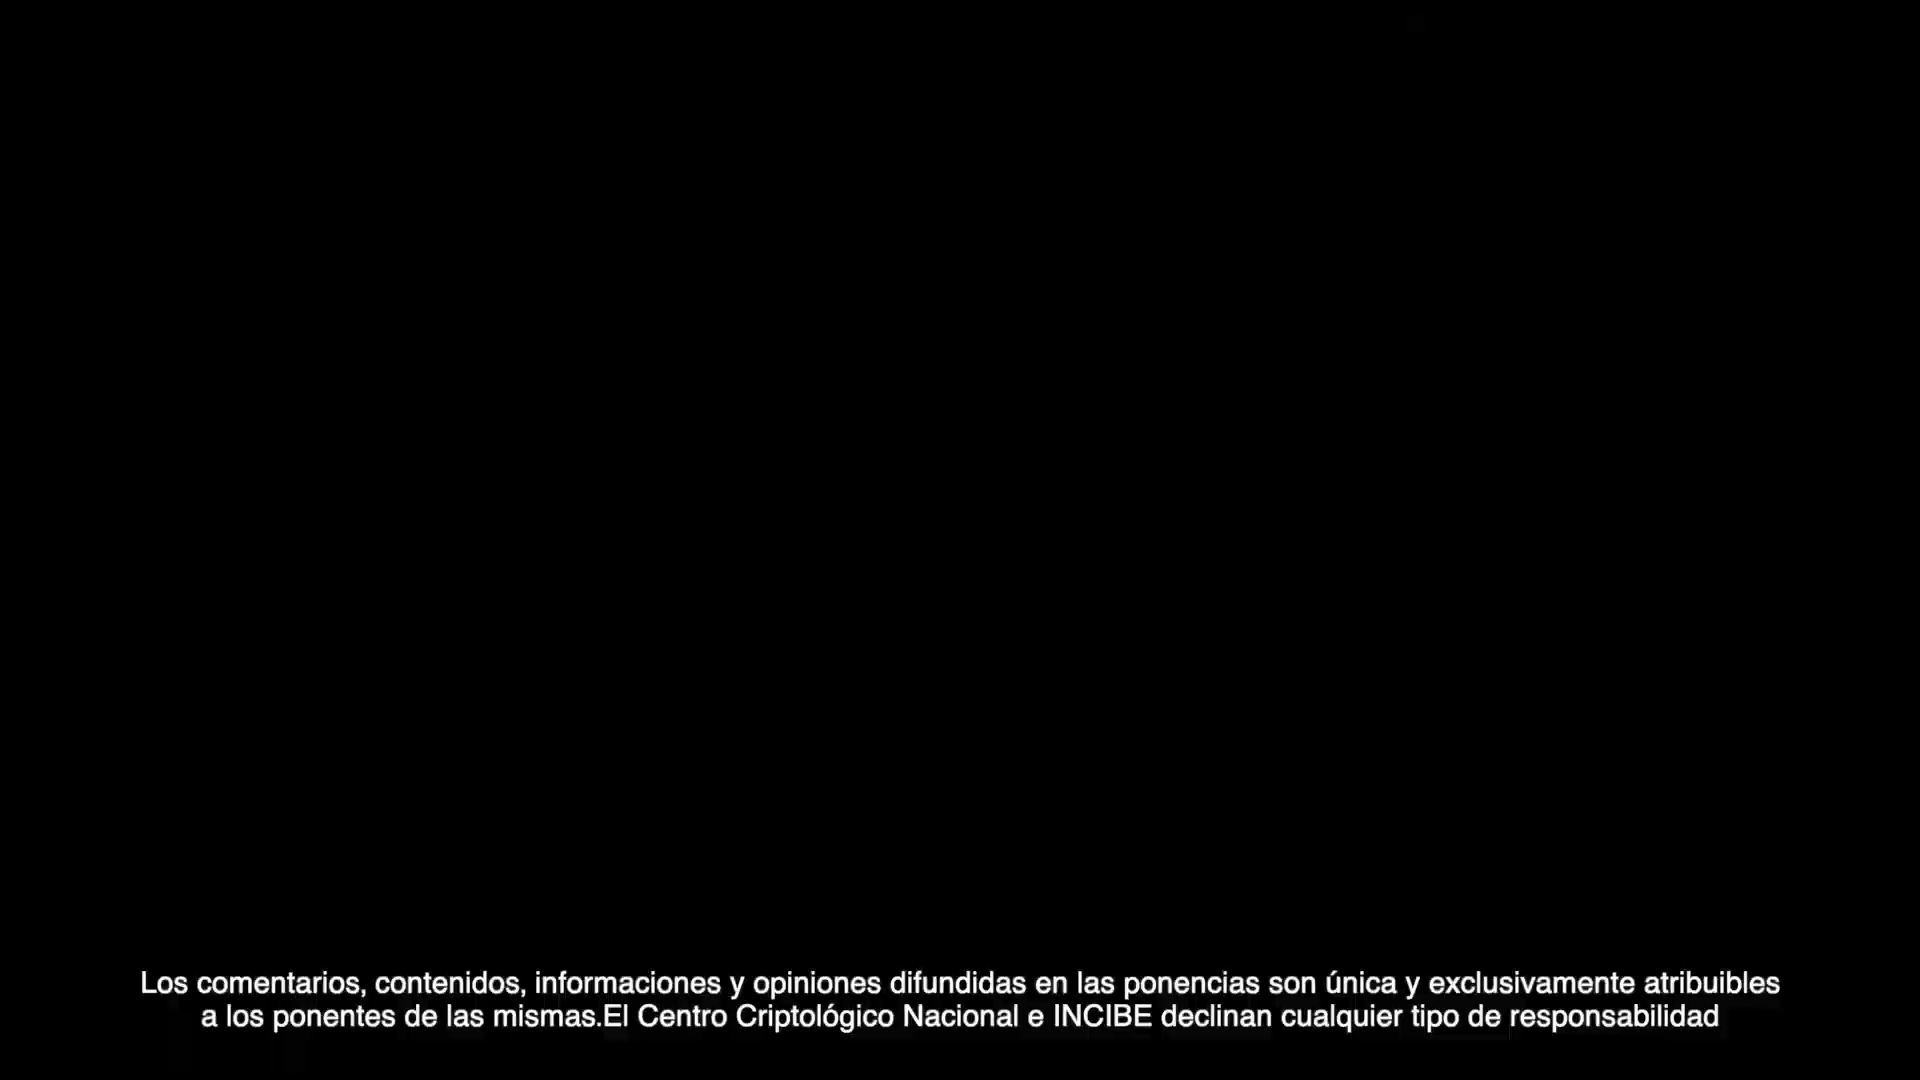 Los comentarios, contenidos, informaciones y opiniones difundidas en las ponencias son única y exclusivamente atribuibles
a los ponentes de las mismas.El Centro Criptológico Nacional e INCIBE declinan cualquier tipo de responsabilidad